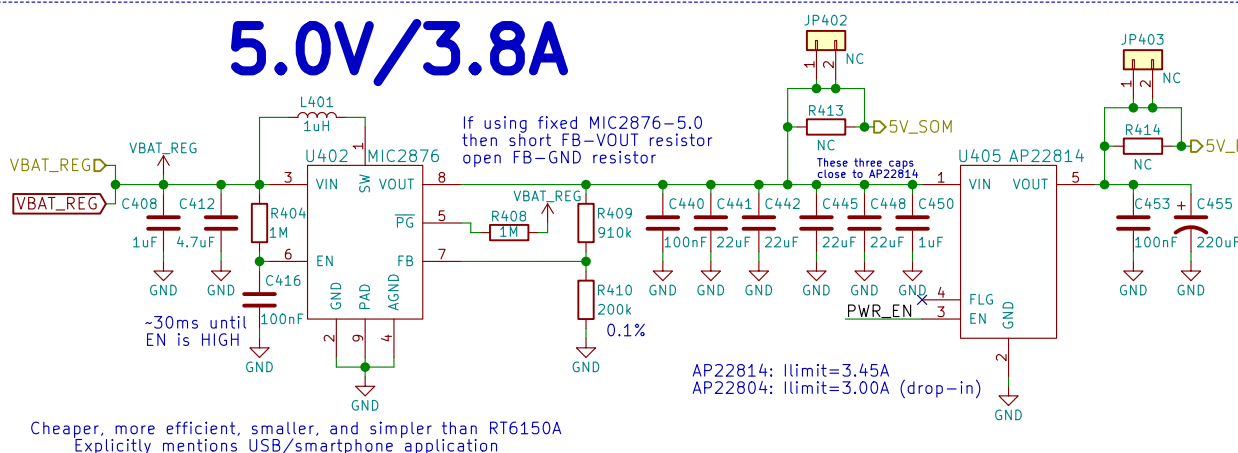 5.0V/3.8A
JP402
1
2
NC
R413
NC
5V_SOM
JP403
1
2
NC
R414
NC
L401
1uH
If using fixed MIC2876-5.0
then short FB-VOUT resistor
open FB-GND resistor
These three caps
close to AP22814
VBAT_REG
VBAT_REG
VBAT_REG
C408
1uF
GND
C412
4.7uF
GND
R404
1M
C416
100nF
GND
~30ms until
EN is HIGH
U402 MIC2876
1
SW
3
VIN
VOUT
8
PG
5
6
EN
FB
7
GND
PAD
AGND
2
9
4
GND
R408
1M
VBAT_REG
R409
910k
R410
200k
0.1%
GND
C440
100nF
GND
C441
22uF
GND
C442
22uF
GND
C445
22uF
GND
C448
22uF
GND
C450
1uF
GND
U405 AP22814
1
VIN
VOUT
5
4
FLG
PWR_EN
3
EN
GND
2
GND
C453
100nF
GND
C455
+
220uF
GND
AP22814: Ilimit=3.45A
AP22804: Ilimit=3.00A (drop-in)
Cheaper, more efficient, smaller, and simpler than RT6150A
Explicitly mentions USB/smartphone application